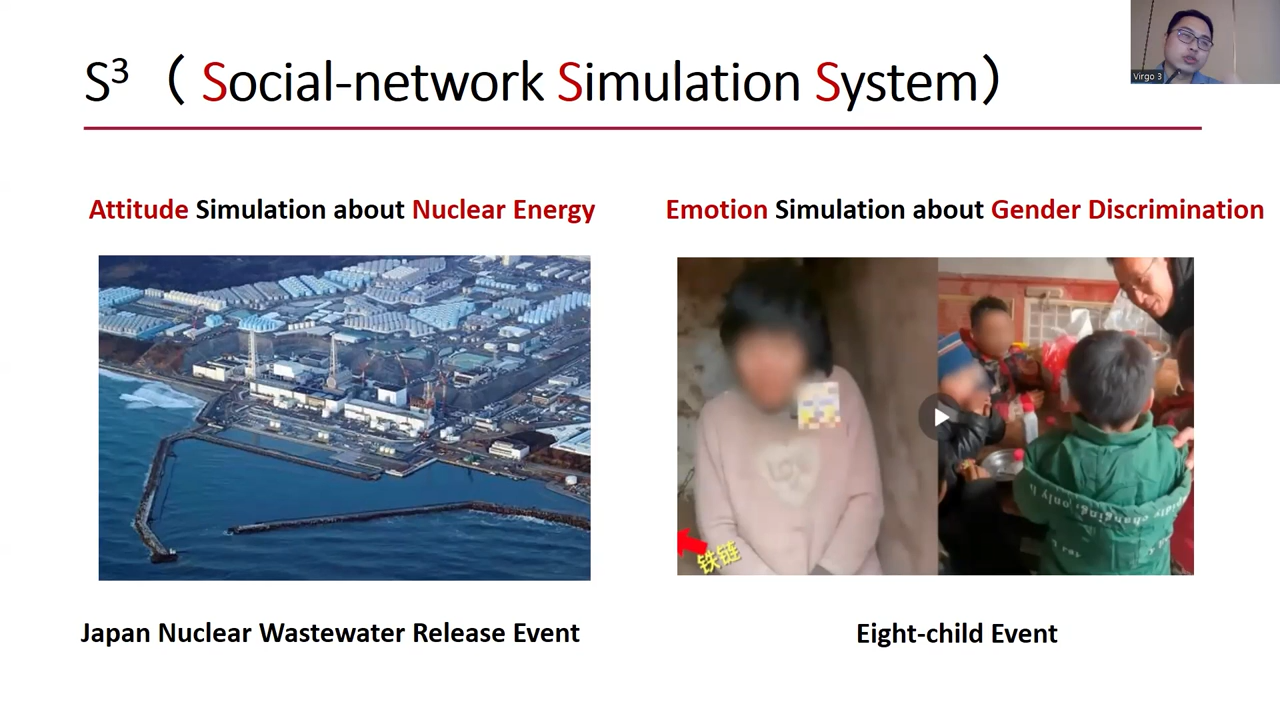 S³（ Social-network Simulation System）
Virgo 3
Attitude Simulation about Nuclear Energy
Emotion Simulation about Gender Discrimination
铁链
Japan Nuclear Wastewater Release Event
Eight-child Event